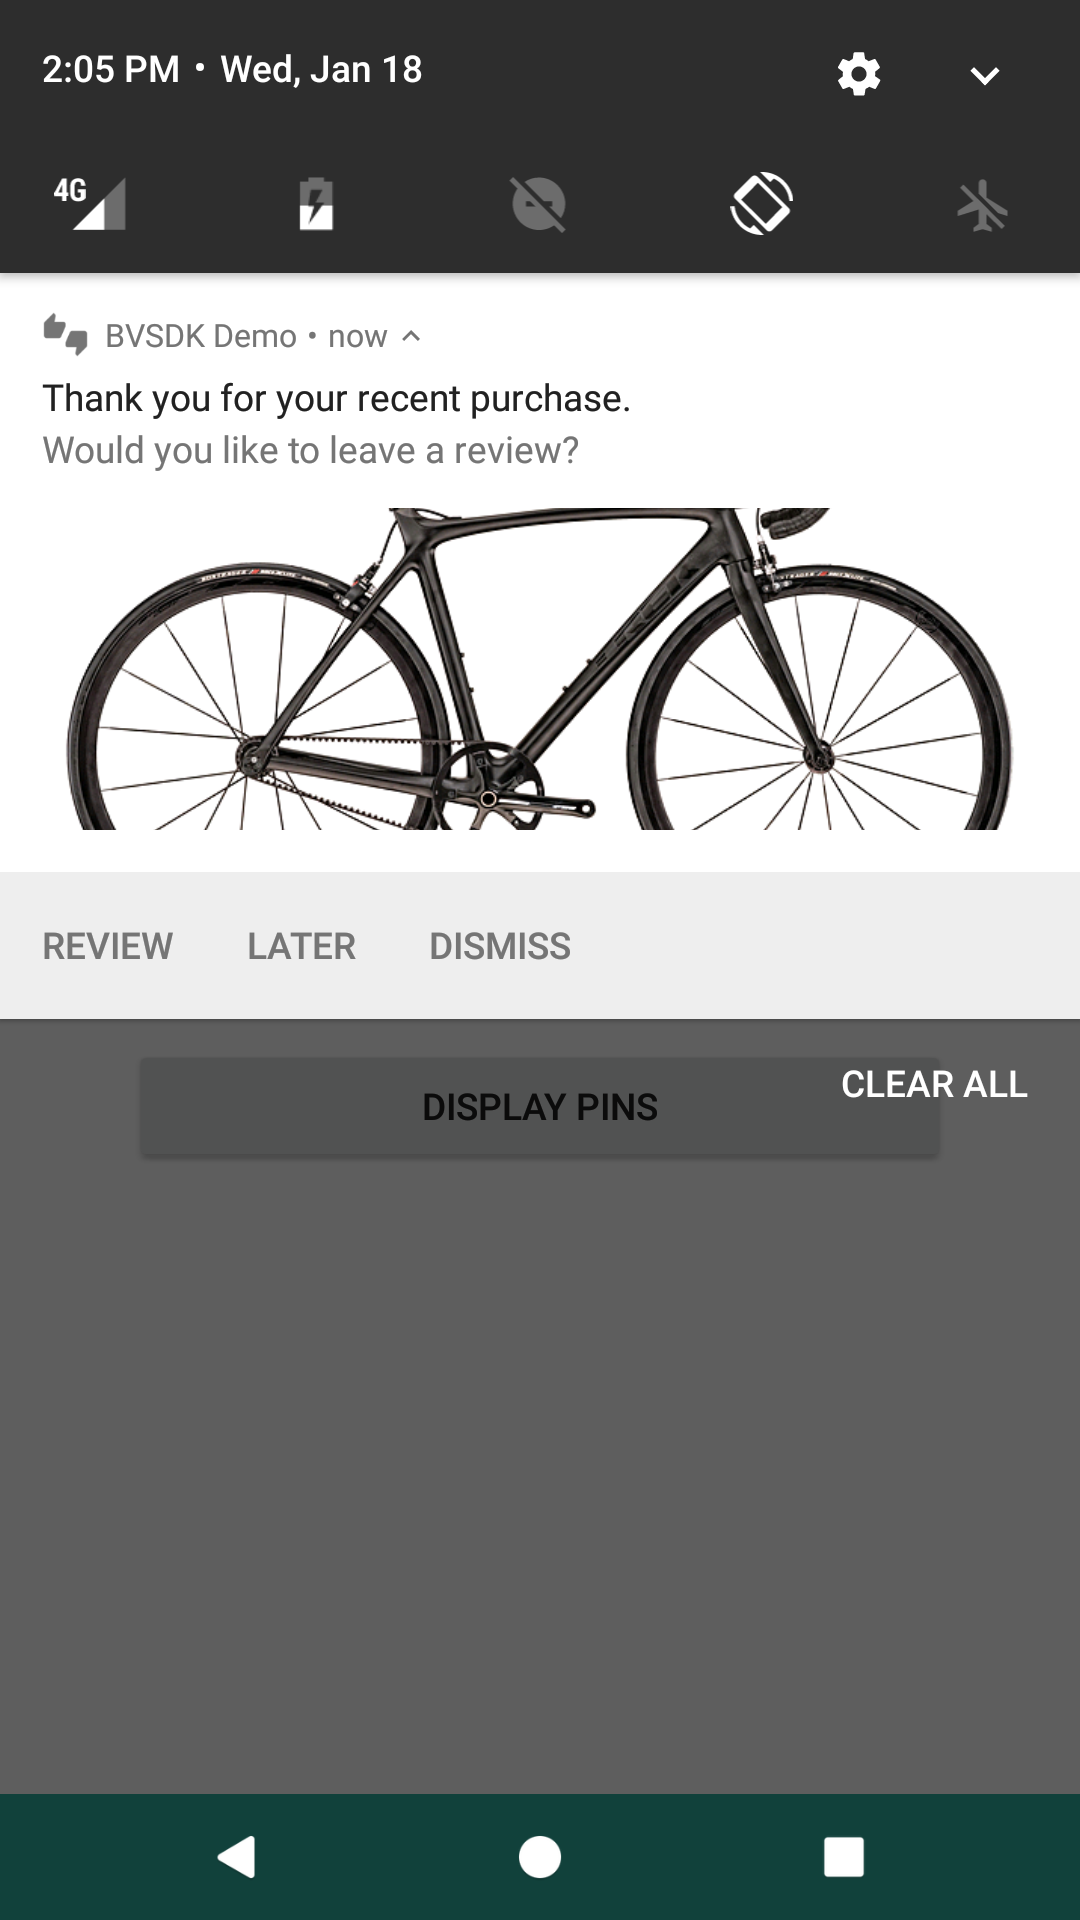 2:05 PM • Wed, Jan 18
4G
BVSDK Demo • now
Thank you for your recent purchase.
Would you like to leave a review?
TREK
REVIEW LATER DISMISS
CLEAR ALL
DISPLAY PINS